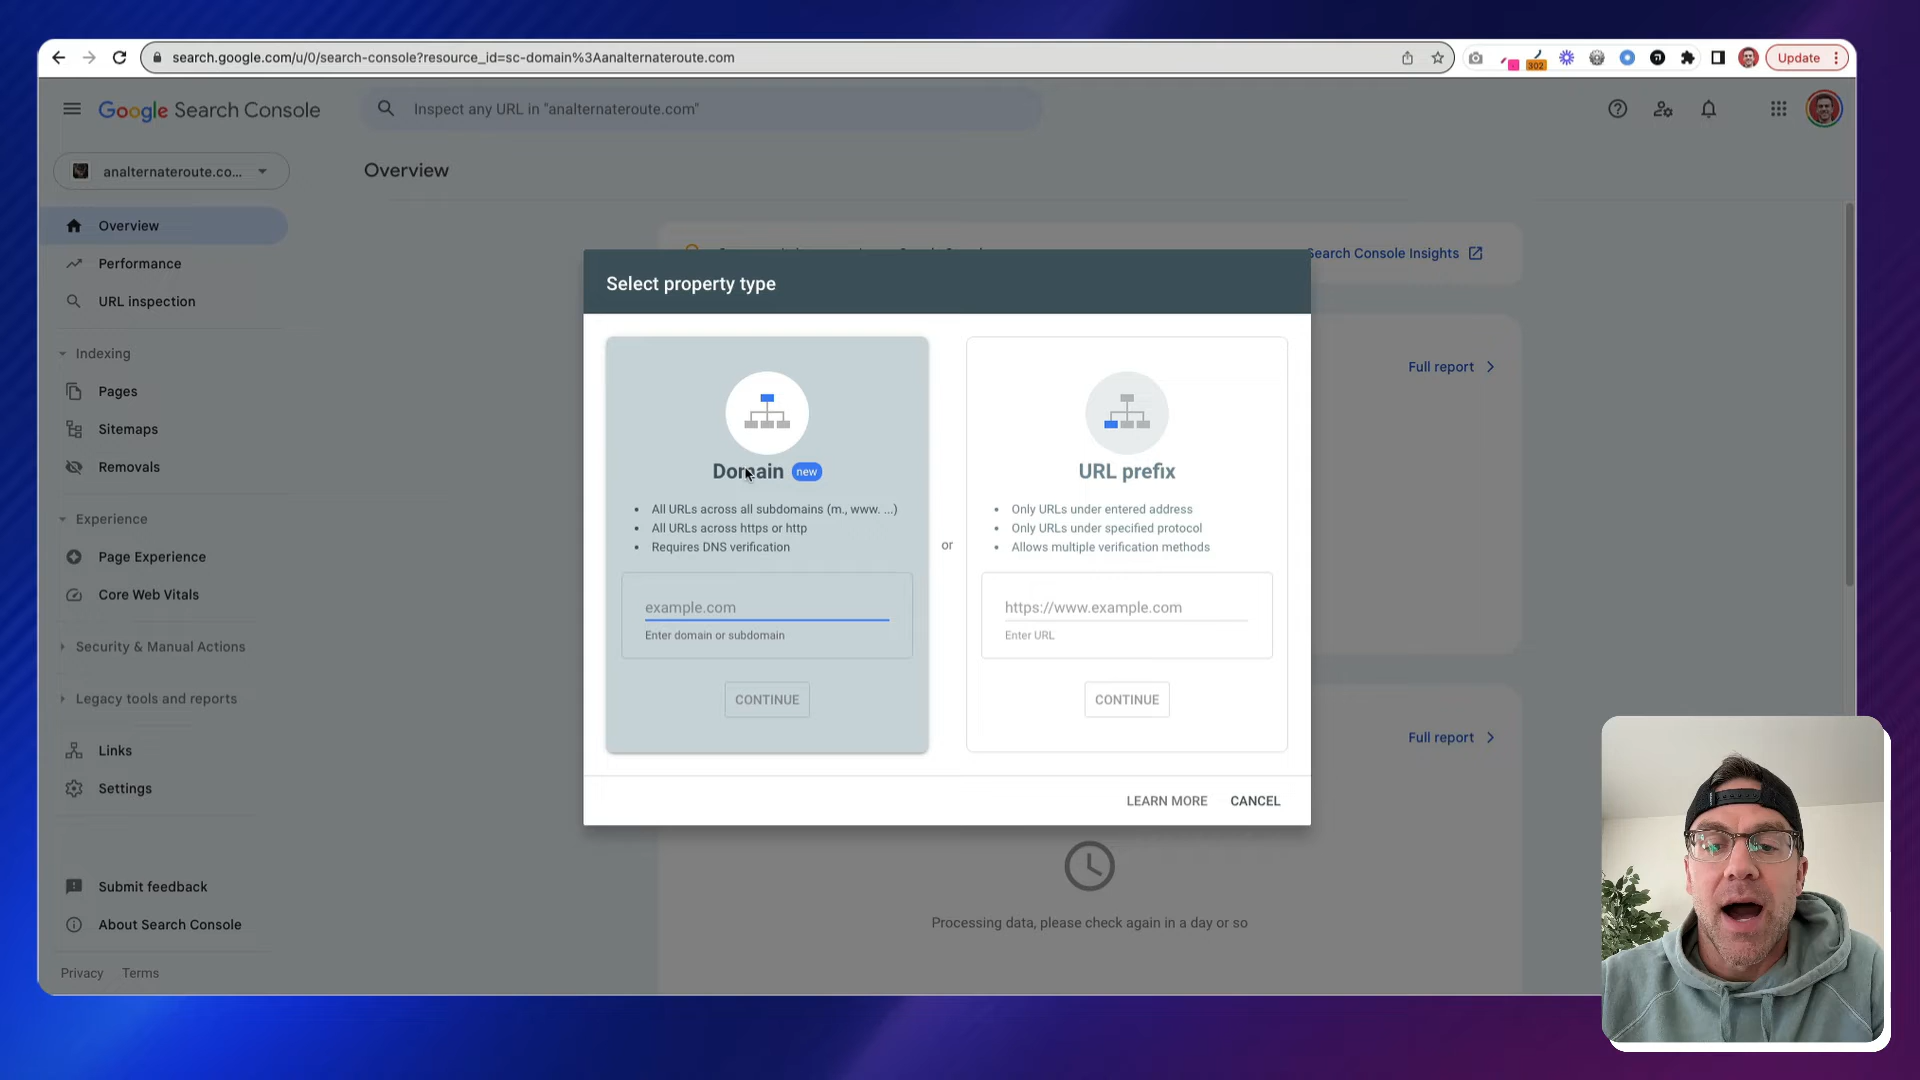 search.google.com/u/0/search-console?resource_id=sc-domain%3Aanalternateroute.com
302
Update
Google Search Console
Inspect any URL in "analternateroute.com"
analternateroute.co...
Overview
Overview
Performance
URL inspection
Indexing
Pages
Sitemaps
Removals
Experience
Page Experience
Core Web Vitals
Security & Manual Actions
Legacy tools and reports
Links
Settings
Submit feedback
About Search Console
Privacy Terms
Search Console Insights
Full report
Full report
Select property type
Domain new
All URLs across all subdomains (m., www. ...)
All URLs across https or http
Requires DNS verification
example.com
Enter domain or subdomain
CONTINUE
or
URL prefix
Only URLs under entered address
Only URLs under specified protocol
Allows multiple verification methods
https://www.example.com
Enter URL
CONTINUE
LEARN MORE CANCEL
Processing data, please check again in a day or so